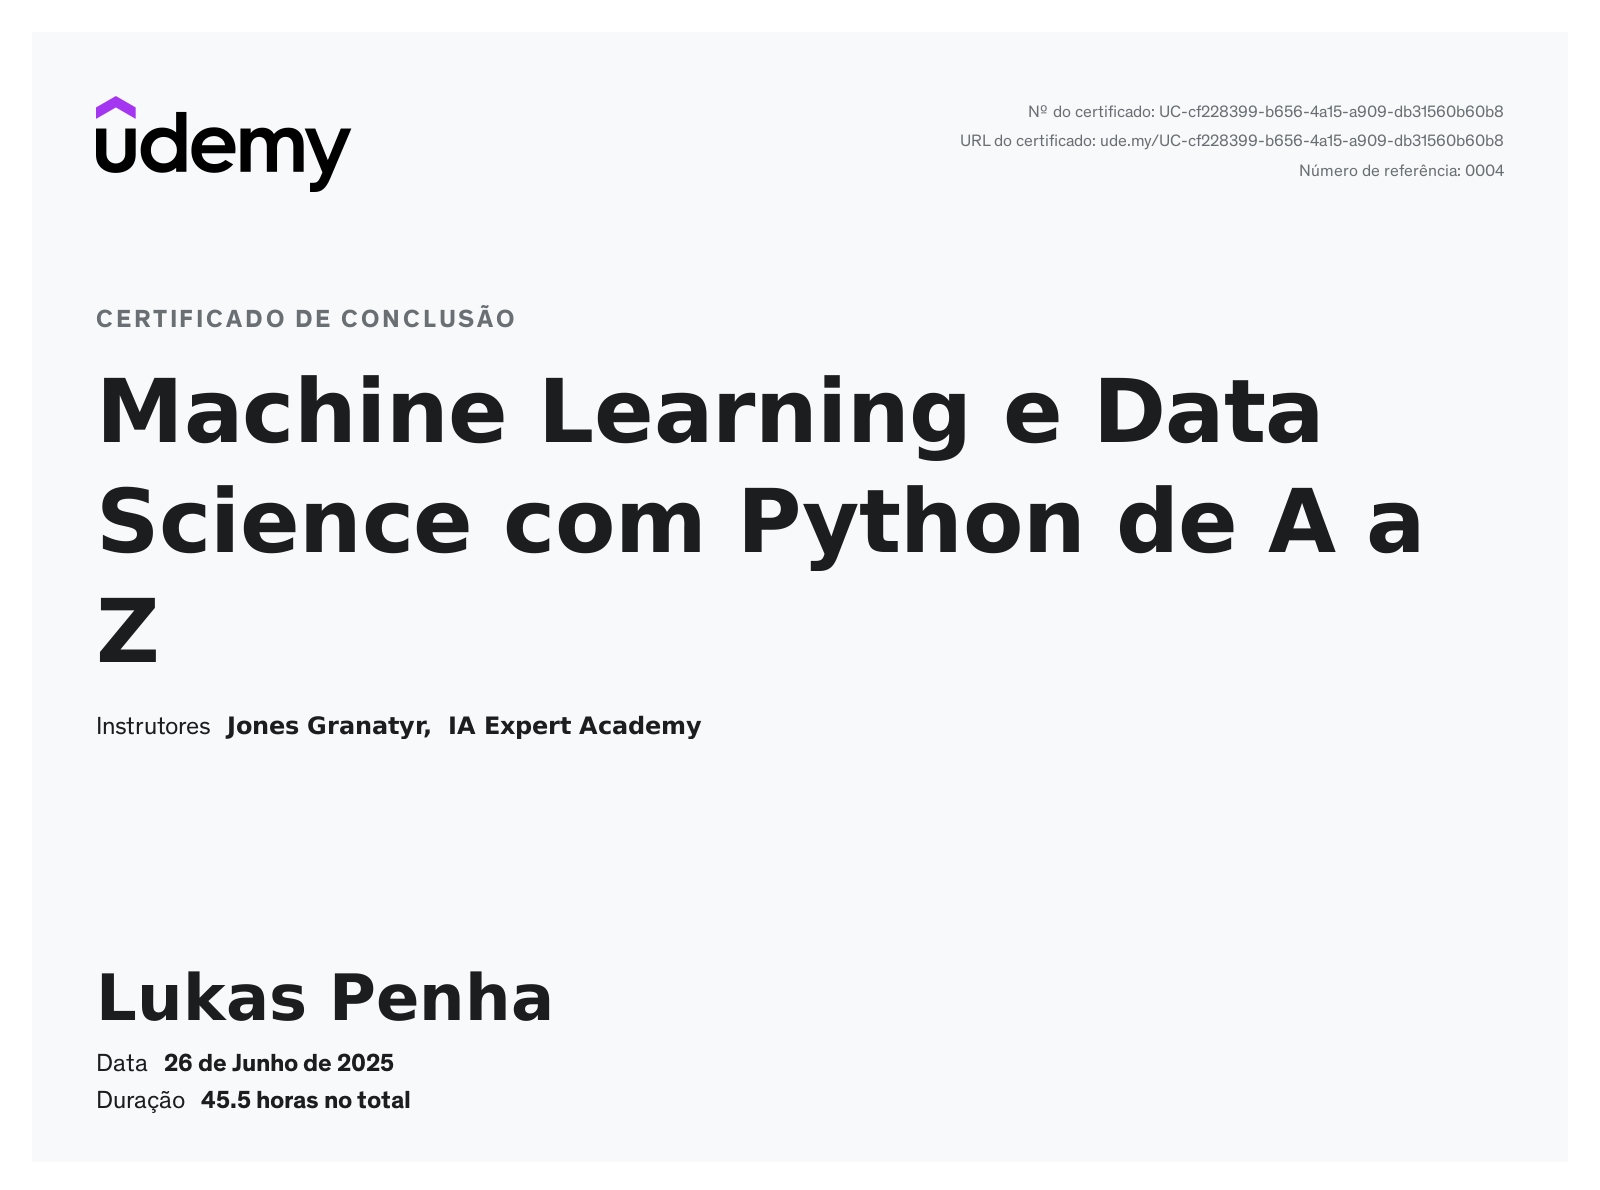 udemy
Nº do certificado: UC-cf228399-b656-4a15-a909-db31560b60b8
URL do certificado: ude.my/UC-cf228399-b656-4a15-a909-db31560b60b8
Número de referência: 0004
CERTIFICADO DE CONCLUSÃO
Machine Learning e Data
Science com Python de A a
Z
Instrutores Jones Granatyr, IA Expert Academy
Lukas Penha
Data 26 de Junho de 2025
Duração 45.5 horas no total